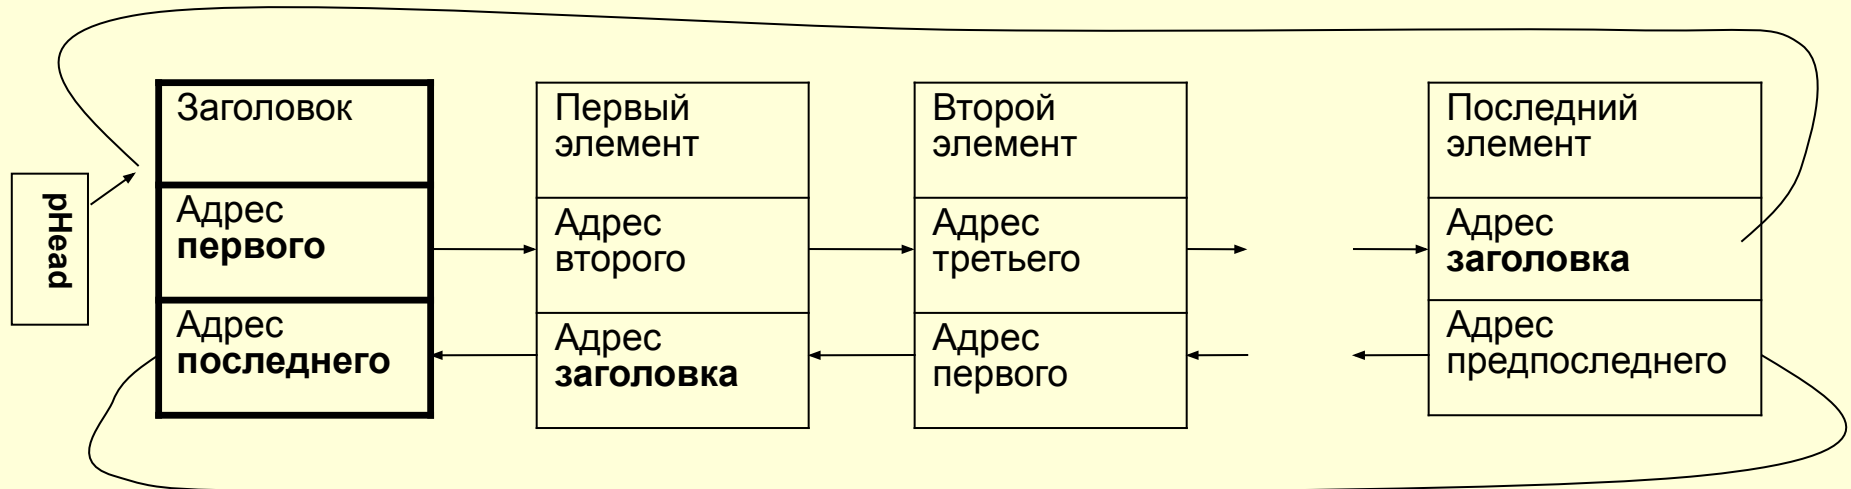 pHead
Заголовок
Адрес
первого
Адрес
последнего
Первый
элемент
Адрес
второго
Адрес
заголовка
Второй
элемент
Адрес
третьего
Адрес
первого
Последний
элемент
Адрес
заголовка
Адрес
предпоследнего